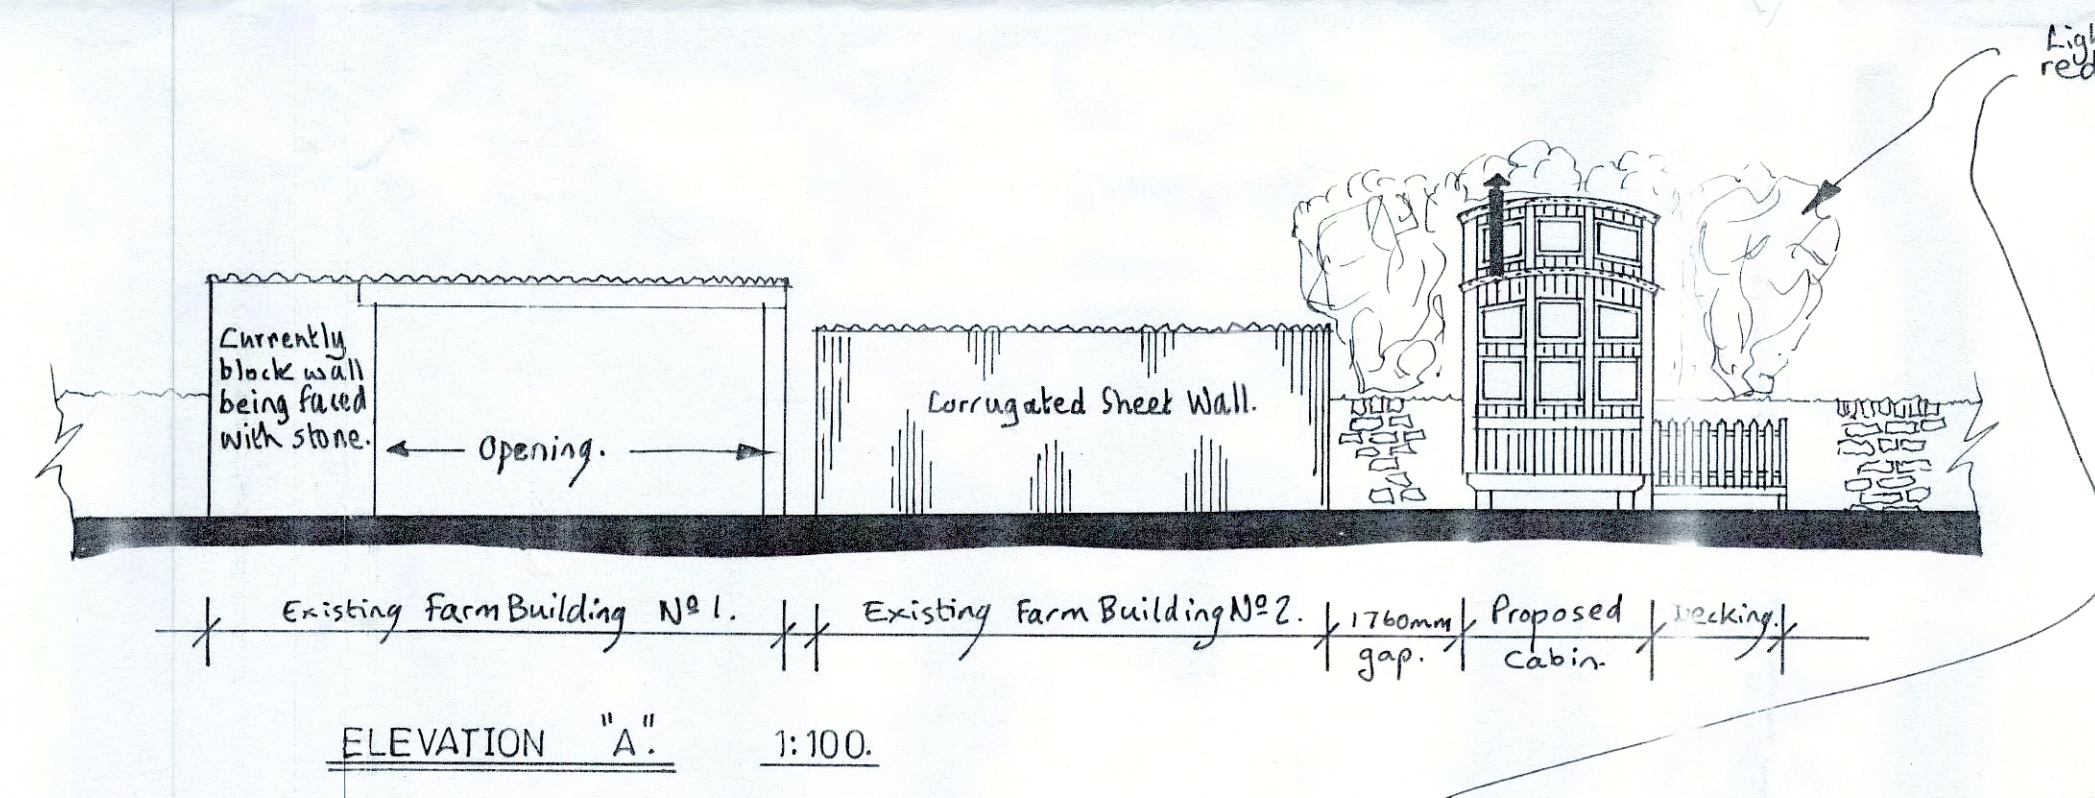 Currently
block wall
being faced
with stone.
Opening.
Corrugated Sheet Wall.
Existing Farm Building Nº 1.
Existing Farm Building Nº 2.
1760mm
gap.
Proposed
Cabin.
Decking.
ELEVATION "A".
1:100.